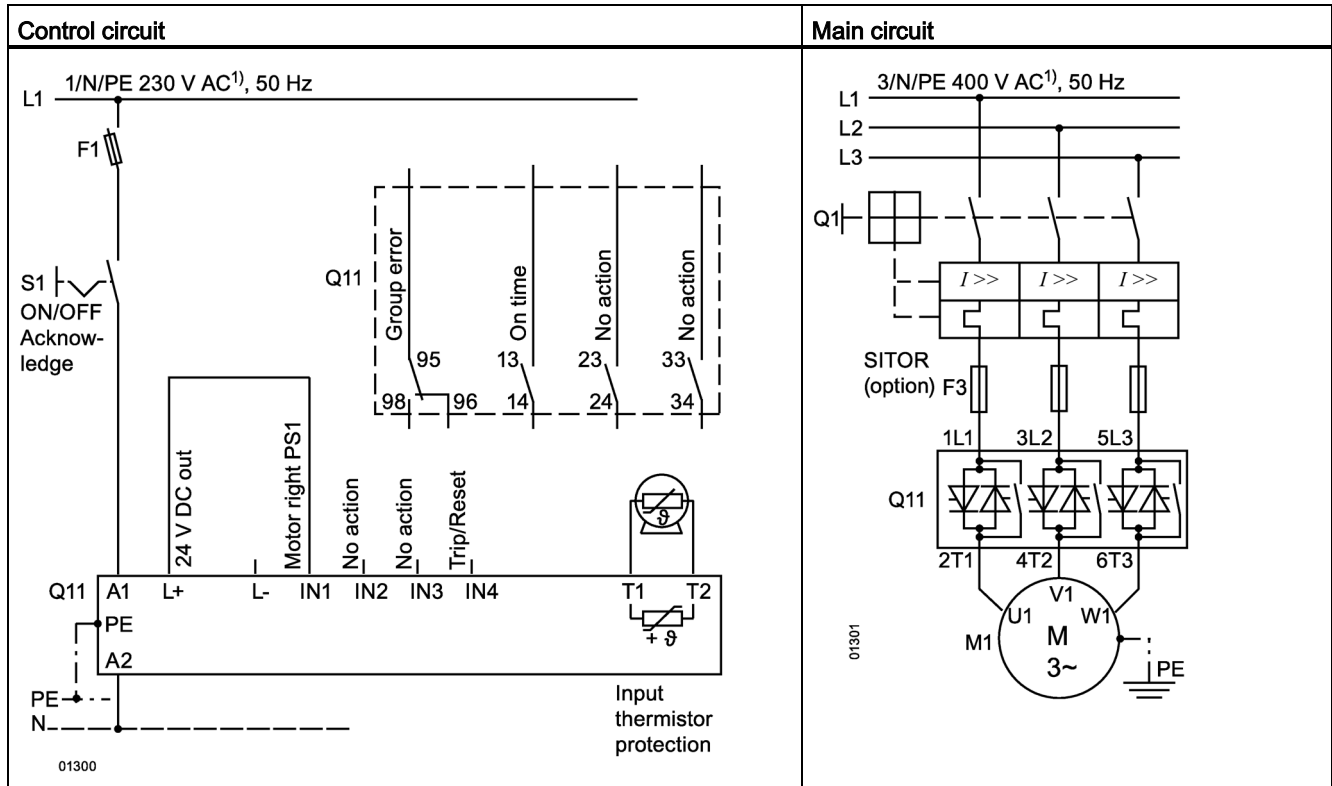 Control circuit
Main circuit
1/N/PE 230 V AC1), 50 Hz
L1
F1
S1
ON/OFF
Acknow-
ledge
Q11
Group error
On time
No action
No action
95
13
23
33
98
96
14
24
34
24 V DC out
Motor right PS1
No action
No action
Trip/Reset
ϑ
Q11
A1
L+
L-
IN1
IN2
IN3
IN4
T1
T2
PE
+ ϑ
A2
PE
N
Input
thermistor
protection
01300
3/N/PE 400 V AC1), 50 Hz
L1
L2
L3
Q1
I >>
I >>
I >>
SITOR
(option)
F3
1L1
3L2
5L3
Q11
2T1
4T2
6T3
U1
V1
W1
M1
M
3~
PE
01301